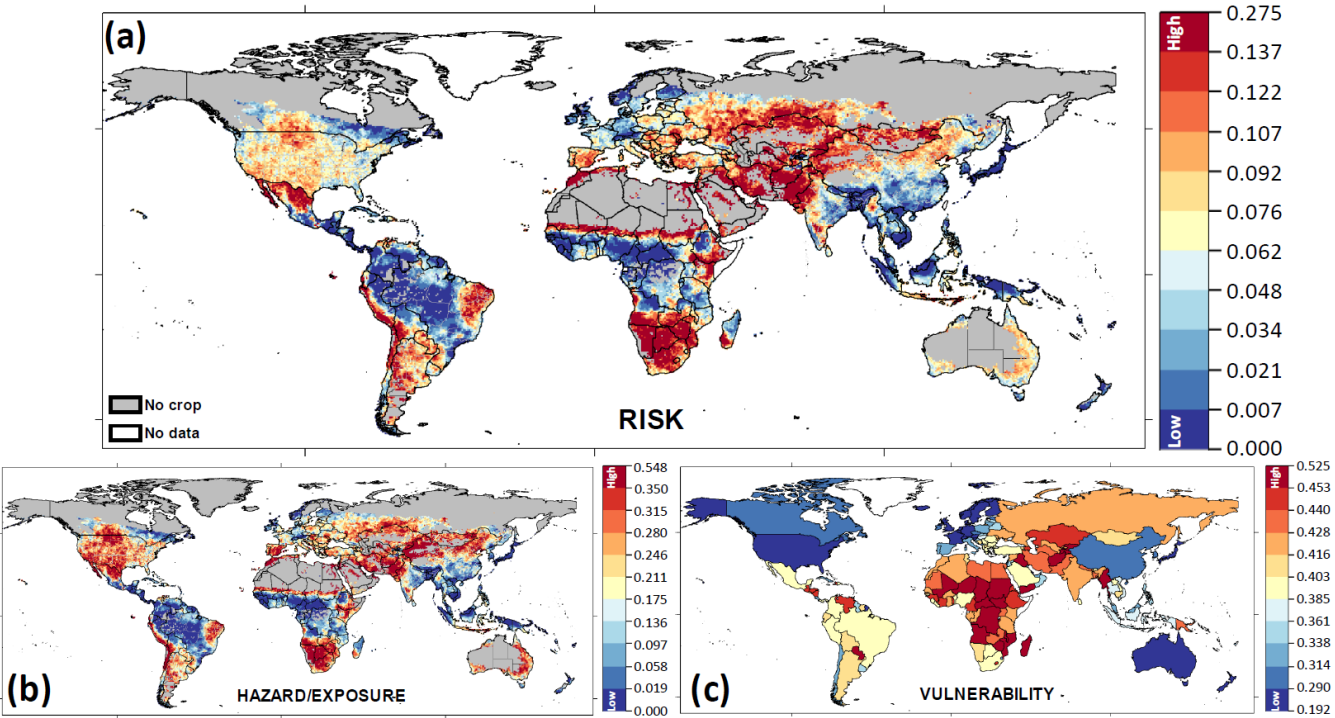 (a)
High
0.275
0.137
0.122
0.107
0.092
0.076
0.062
0.048
0.034
0.021
0.007
0.000
Low
No crop
No data
RISK
(b)
HAZARD/EXPOSURE
High
0.548
0.350
0.315
0.280
0.246
0.211
0.175
0.136
0.097
0.058
0.019
0.000
Low
(c)
VULNERABILITY -
High
0.525
0.453
0.440
0.428
0.416
0.403
0.385
0.361
0.338
0.314
0.290
0.192
Low